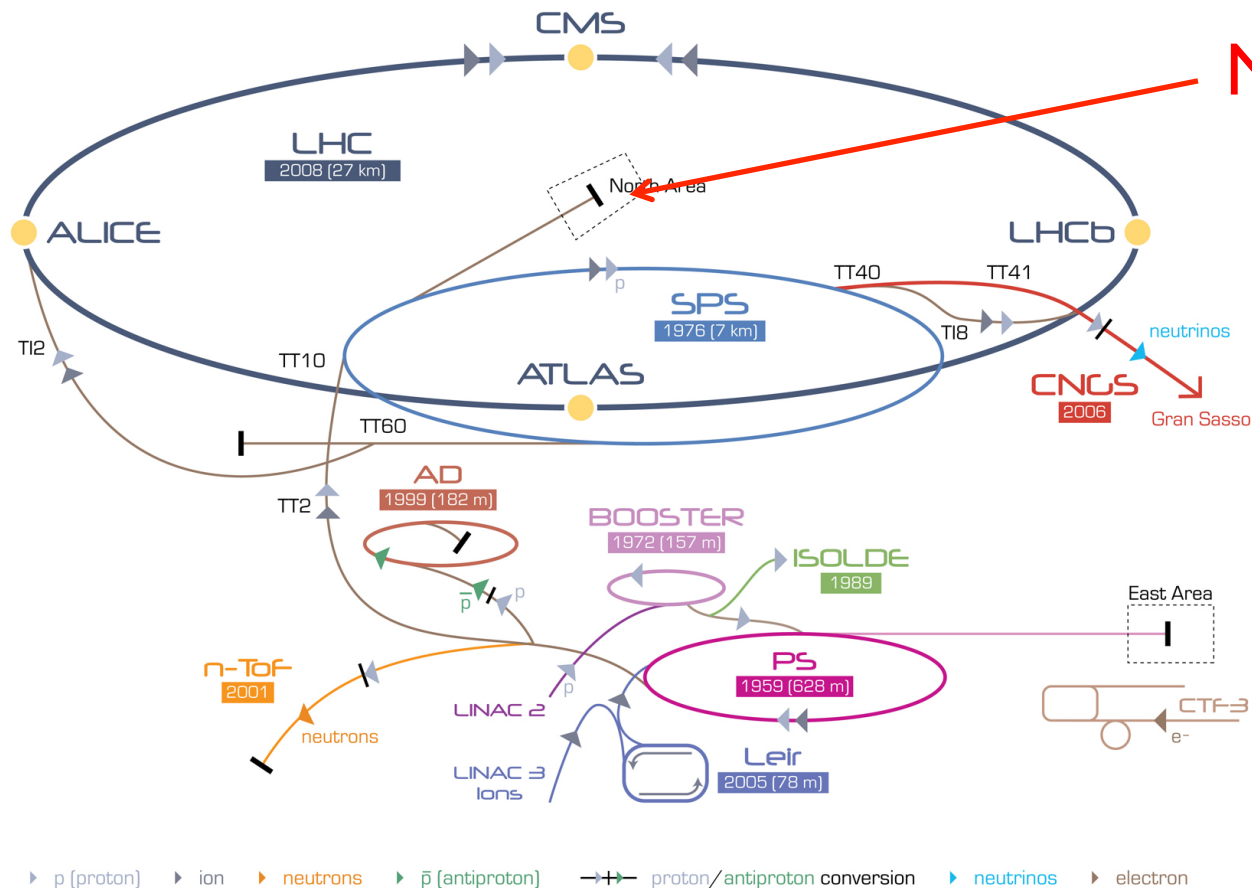 CMS
N
LHC
2008 (27 km)
North Area
ALICE
LHCb
TT40
TT41
p
SPS
1976 (7 km)
TI8
neutrinos
TI2
TT10
ATLAS
CNGS
2006
Gran Sasso
TT60
AD
1999 (182 m)
TT2
BOOSTER
1972 (157 m)
ISOLDE
1989
p̅
p
East Area
n-ToF
2001
PS
1959 (628 m)
p
LINAC 2
CTF3
e-
neutrons
LINAC 3
Ions
Leir
2005 (78 m)
p (proton)
ion
neutrons
p̅ (antiproton)
proton/antiproton conversion
neutrinos
electron